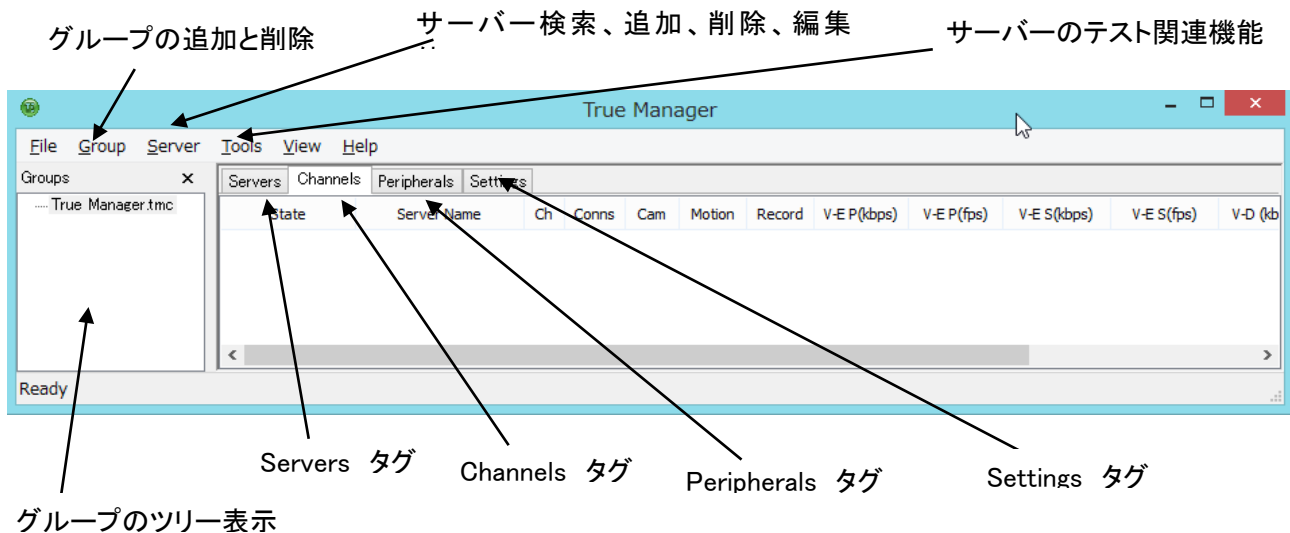 グループの追加と削除
サーバー検索、追加、削除、編集
サーバーのテスト関連機能
True Manager
File Group Server Tools View Help
Groups
True Manager.tmc
Servers Channels Peripherals Settings
State Server Name Ch Conns Cam Motion Record V-E P(kbps) V-E P(fps) V-E S(kbps) V-E S(fps) V-D (kb
Ready
Servers タグ
Channels タグ
Peripherals タグ
Settings タグ
グループのツリー表示